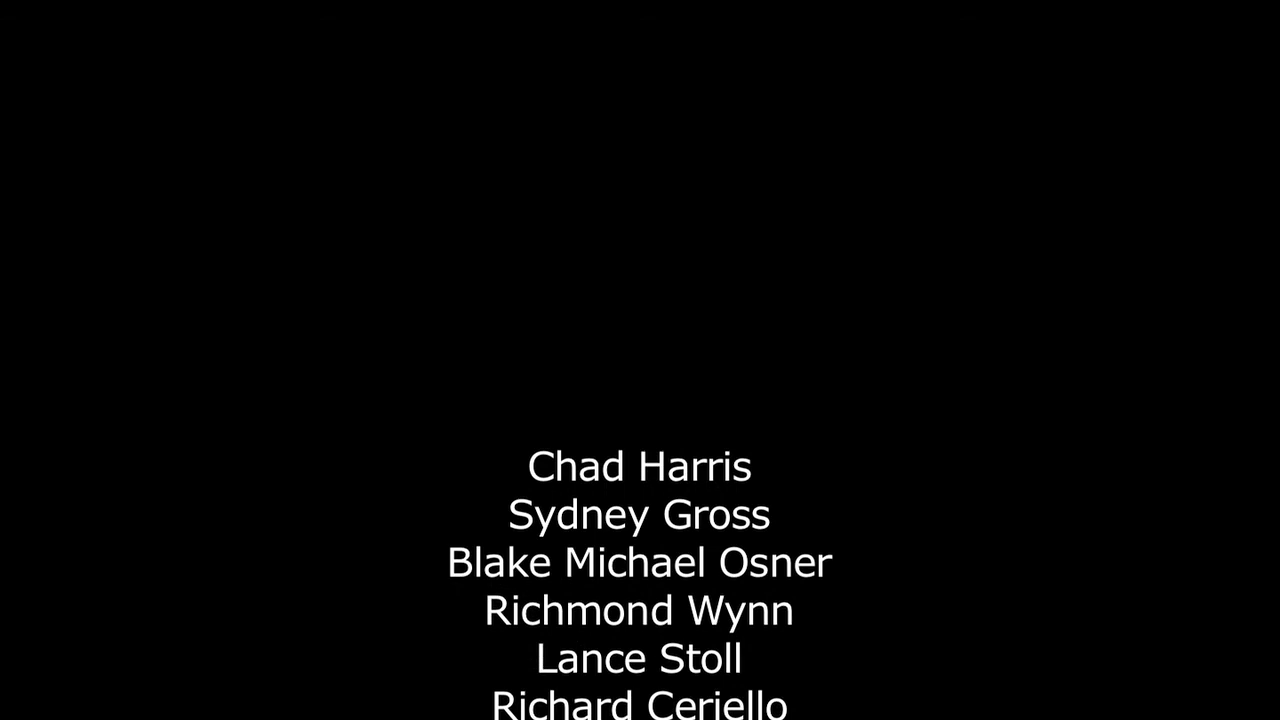 Chad Harris
Sydney Gross
Blake Michael Osner
Richmond Wynn
Lance Stoll
Richard Ceriello